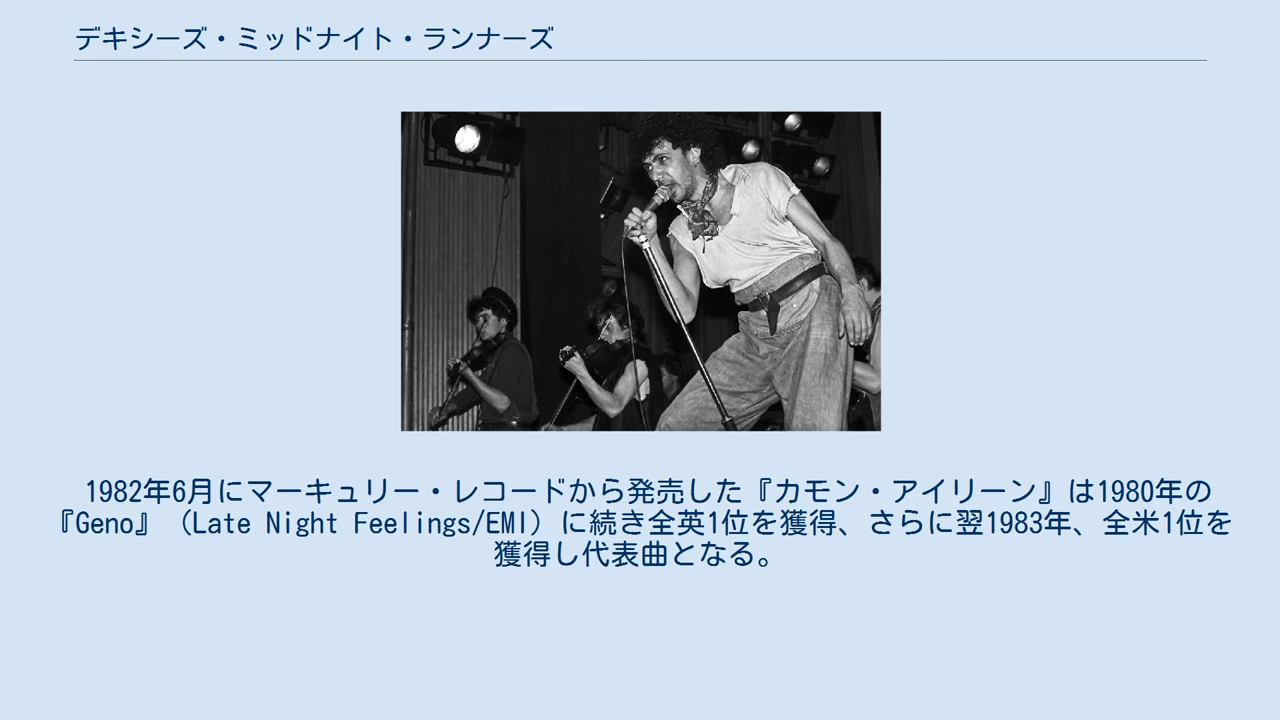 デキシーズ・ミッドナイト・ランナーズ
1982年6月にマーキュリー・レコードから発売した『カモン・アイリーン』は1980年の
『Geno』（Late Night Feelings/EMI）に続き全英1位を獲得、さらに翌1983年、全米1位を
獲得し代表曲となる。